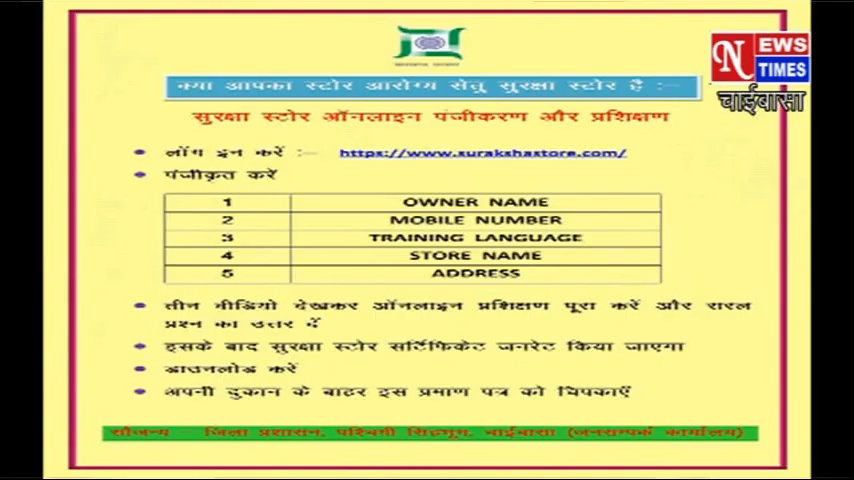 NEWS
TIMES
चाईबासा
क्या आपका स्टोर आरोग्य सेतु सुरक्षा स्टोर है :–
सुरक्षा स्टोर ऑनलाइन पंजीकरण और प्रशिक्षण
लॉग इन करें :– https://www.surakshastore.com/
पंजीकृत करें
1 OWNER NAME
2 MOBILE NUMBER
3 TRAINING LANGUAGE
4 STORE NAME
5 ADDRESS
तीन वीडियो देखकर ऑनलाइन प्रशिक्षण पूरा करें और सरल
प्रश्न का उत्तर दें
इसके बाद सुरक्षा स्टोर सर्टिफिकेट जनरेट किया जाएगा
डाउनलोड करें
अपनी दुकान के बाहर इस प्रमाण पत्र को चिपकाएँ
सौजन्य जिला प्रशासन, पश्चिमी सिंहभूम, चाईबासा (जनसम्पर्क कार्यालय)